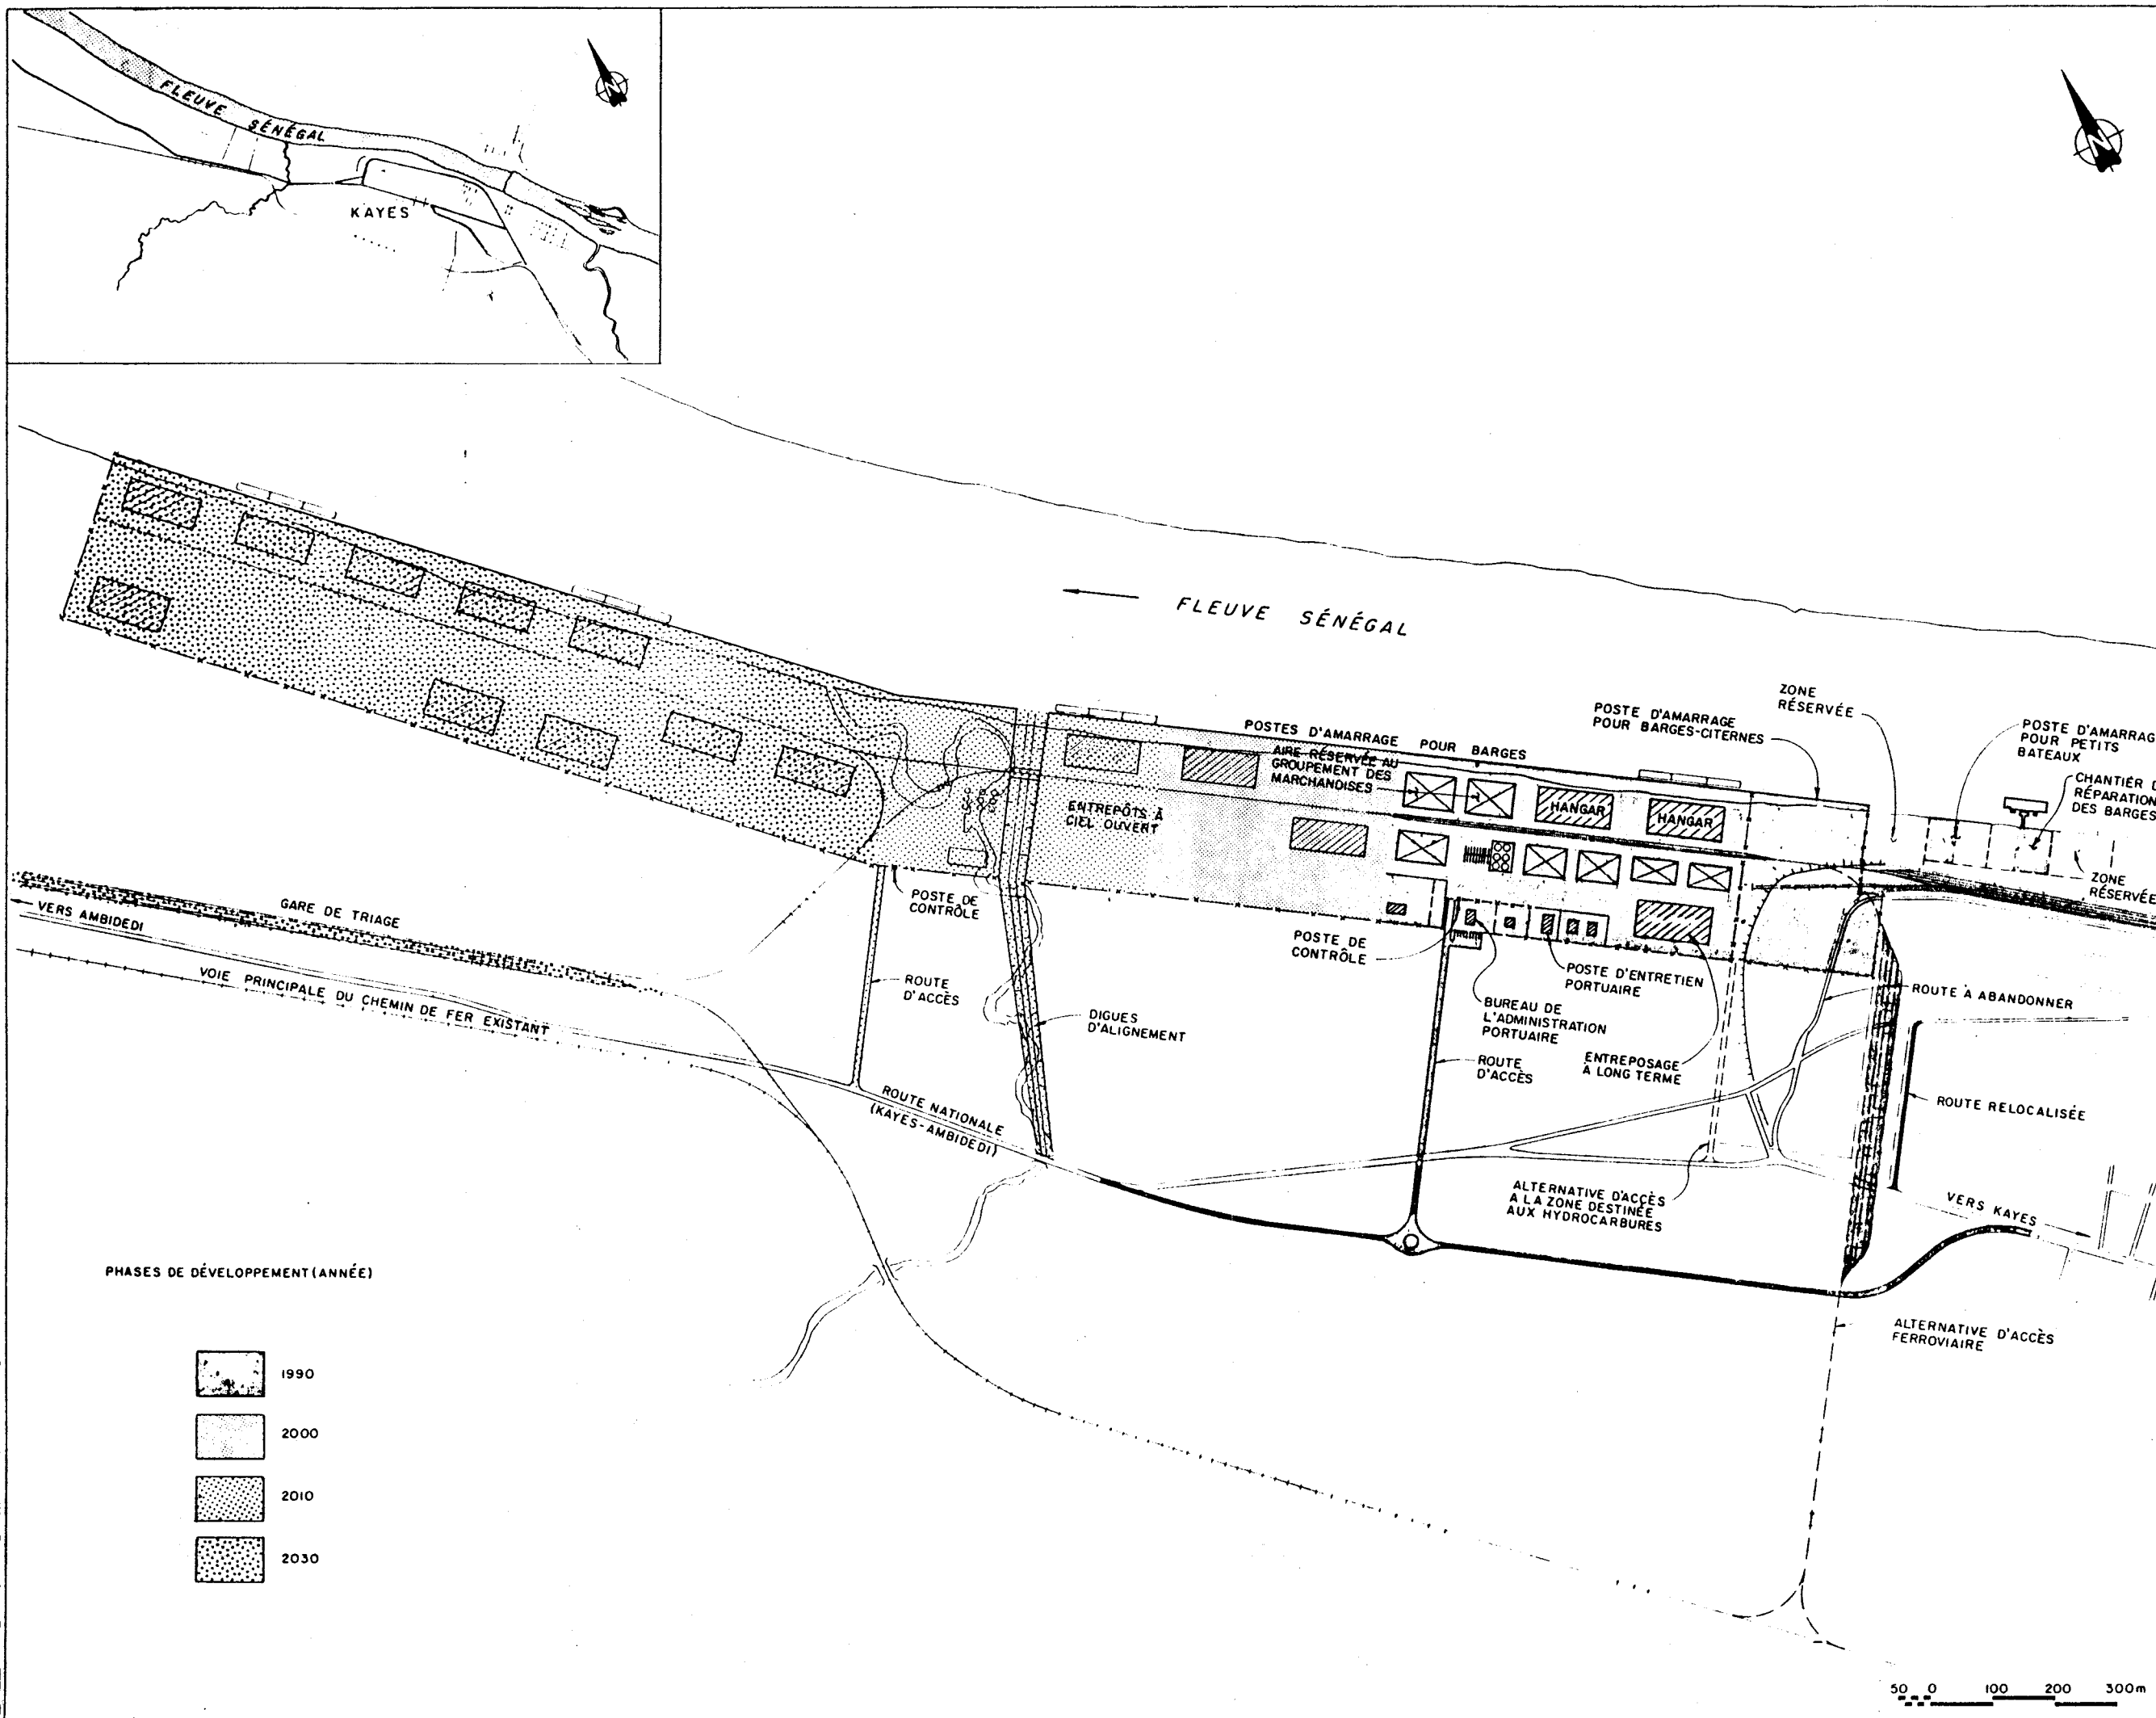 FLEUVE SÉNÉGAL
N
KAYES
N
FLEUVE SÉNÉGAL
ZONE
RÉSERVÉE
POSTE D'AMARRAGE
POUR BARGES-CITERNES
POSTE D'AMARRAG
POUR PETITS
BATEAUX
CHANTIER D
RÉPARATION
DES BARGES
ZONE
RÉSERVÉE
POSTES D'AMARRAGE POUR BARGES
AIRE RÉSERVÉE AU
GROUPEMENT DES
MARCHANDISES
HANGAR
HANGAR
ENTREPÔTS À
CIEL OUVERT
GARE DE TRIAGE
VERS AMBIDEDI
VOIE PRINCIPALE DU CHEMIN DE FER EXISTANT
POSTE DE
CONTRÔLE
ROUTE
D'ACCÈS
DIGUES
D'ALIGNEMENT
ROUTE NATIONALE
(KAYES-AMBIDEDI)
POSTE DE
CONTRÔLE
BUREAU DE
L'ADMINISTRATION
PORTUAIRE
POSTE D'ENTRETIEN
PORTUAIRE
ENTREPOSAGE
À LONG TERME
ROUTE
D'ACCÈS
ROUTE À ABANDONNER
ROUTE RELOCALISÉE
ALTERNATIVE D'ACCÈS
A LA ZONE DESTINÉE
AUX HYDROCARBURES
VERS KAYES
ALTERNATIVE D'ACCÈS
FERROVIAIRE
PHASES DE DÉVELOPPEMENT (ANNÉE)
1990
2000
2010
2030
50 0 100 200 300m